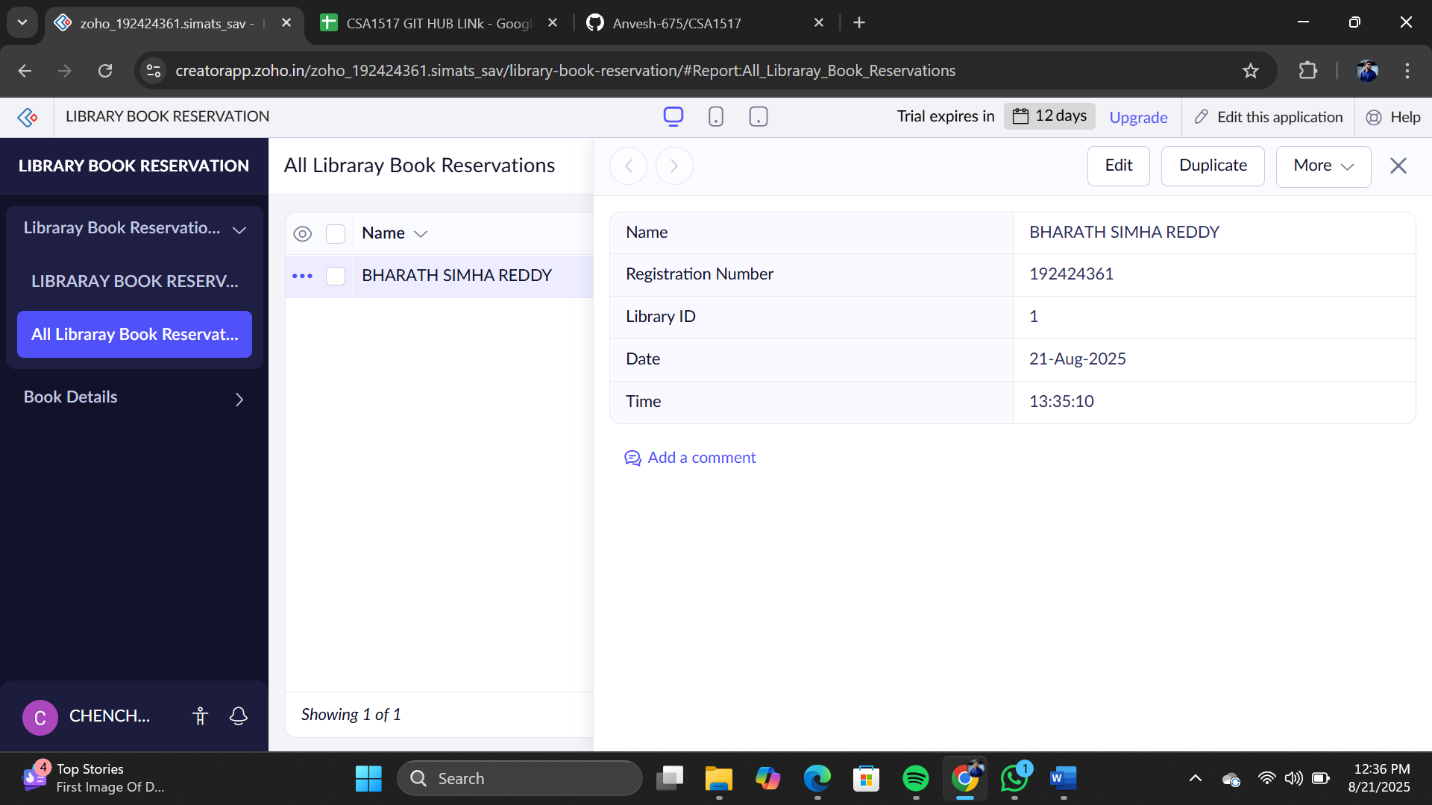 zoho_192424361.simats_sav - L
CSA1517 GIT HUB LINk - Goog
Anvesh-675/CSA1517
creatorapp.zoho.in/zoho_192424361.simats_sav/library-book-reservation/#Report:All_Libraray_Book_Reservations
LIBRARY BOOK RESERVATION
Trial expires in 12 days Upgrade Edit this application Help
LIBRARY BOOK RESERVATION
Libraray Book Reservatio...
LIBRARAY BOOK RESERV...
All Libraray Book Reservat...
Book Details
CHENCH...
C
All Libraray Book Reservations
Name
BHARATH SIMHA REDDY
Showing 1 of 1
Edit Duplicate More
Name BHARATH SIMHA REDDY
Registration Number 192424361
Library ID 1
Date 21-Aug-2025
Time 13:35:10
Add a comment
4
Top Stories
First Image Of D...
Search
1
W
12:36 PM
8/21/2025